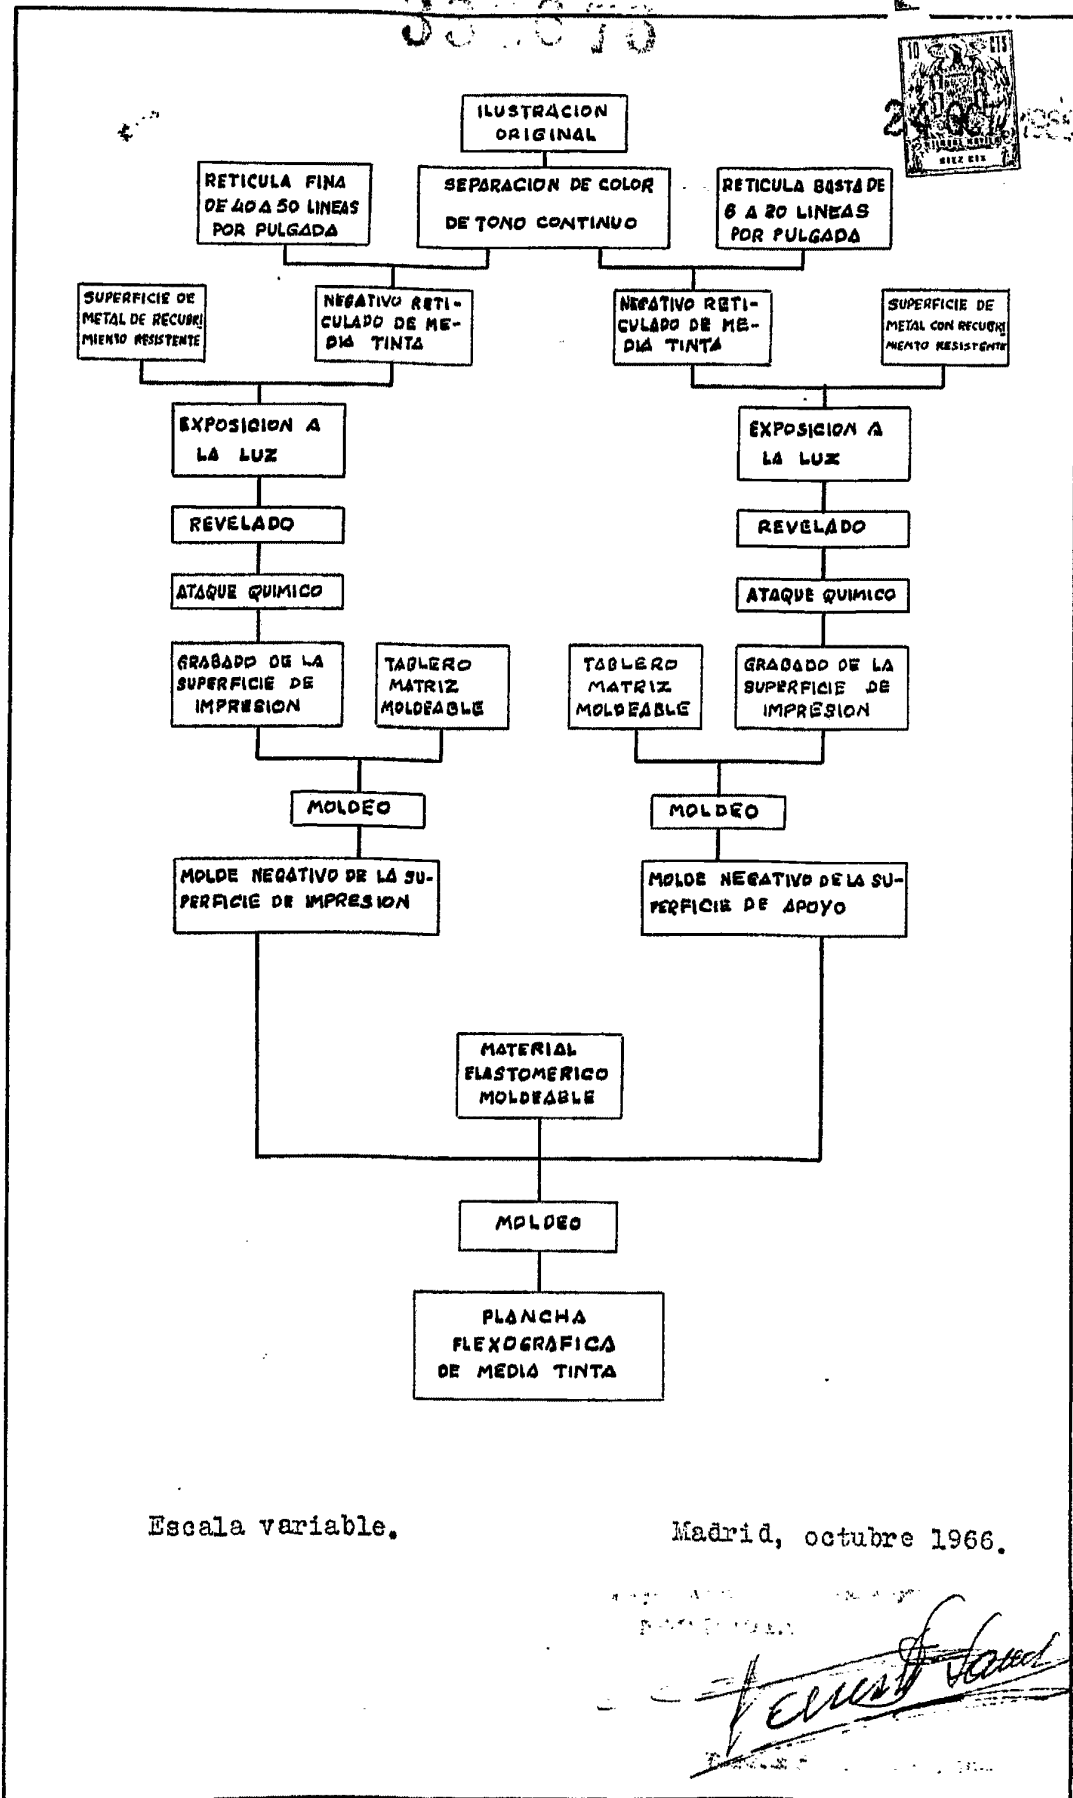 10 CTS
ILUSTRACION
ORIGINAL
RETICULA FINA
DE 40 A 50 LINEAS
POR PULGADA
SEPARACION DE COLOR
DE TONO CONTINUO
RETICULA BASTA DE
6 A 20 LINEAS
POR PULGADA
SUPERFICIE DE
METAL DE RECUBRI
MIENTO RESISTENTE
NEGATIVO RETI-
CULADO DE ME-
DIA TINTA
NEGATIVO RETI-
CULADO DE ME-
DIA TINTA
SUPERFICIE DE
METAL CON RECUBRI
MIENTO RESISTENTE
EXPOSICION A
LA LUZ
EXPOSICION A
LA LUZ
REVELADO
REVELADO
ATAQUE QUIMICO
ATAQUE QUIMICO
GRABADO DE LA
SUPERFICIE DE
IMPRESION
TABLERO
MATRIZ
MOLDEABLE
TABLERO
MATRIZ
MOLDEABLE
GRABADO DE LA
SUPERFICIE DE
IMPRESION
MOLDEO
MOLDEO
MOLDE NEGATIVO DE LA SU-
PERFICIE DE IMPRESION
MOLDE NEGATIVO DE LA SU-
PERFICIE DE APOYO
MATERIAL
ELASTOMERICO
MOLDEABLE
MOLDEO
PLANCHA
FLEXOGRAFICA
DE MEDIA TINTA
Escala variable.
Madrid, octubre 1966.